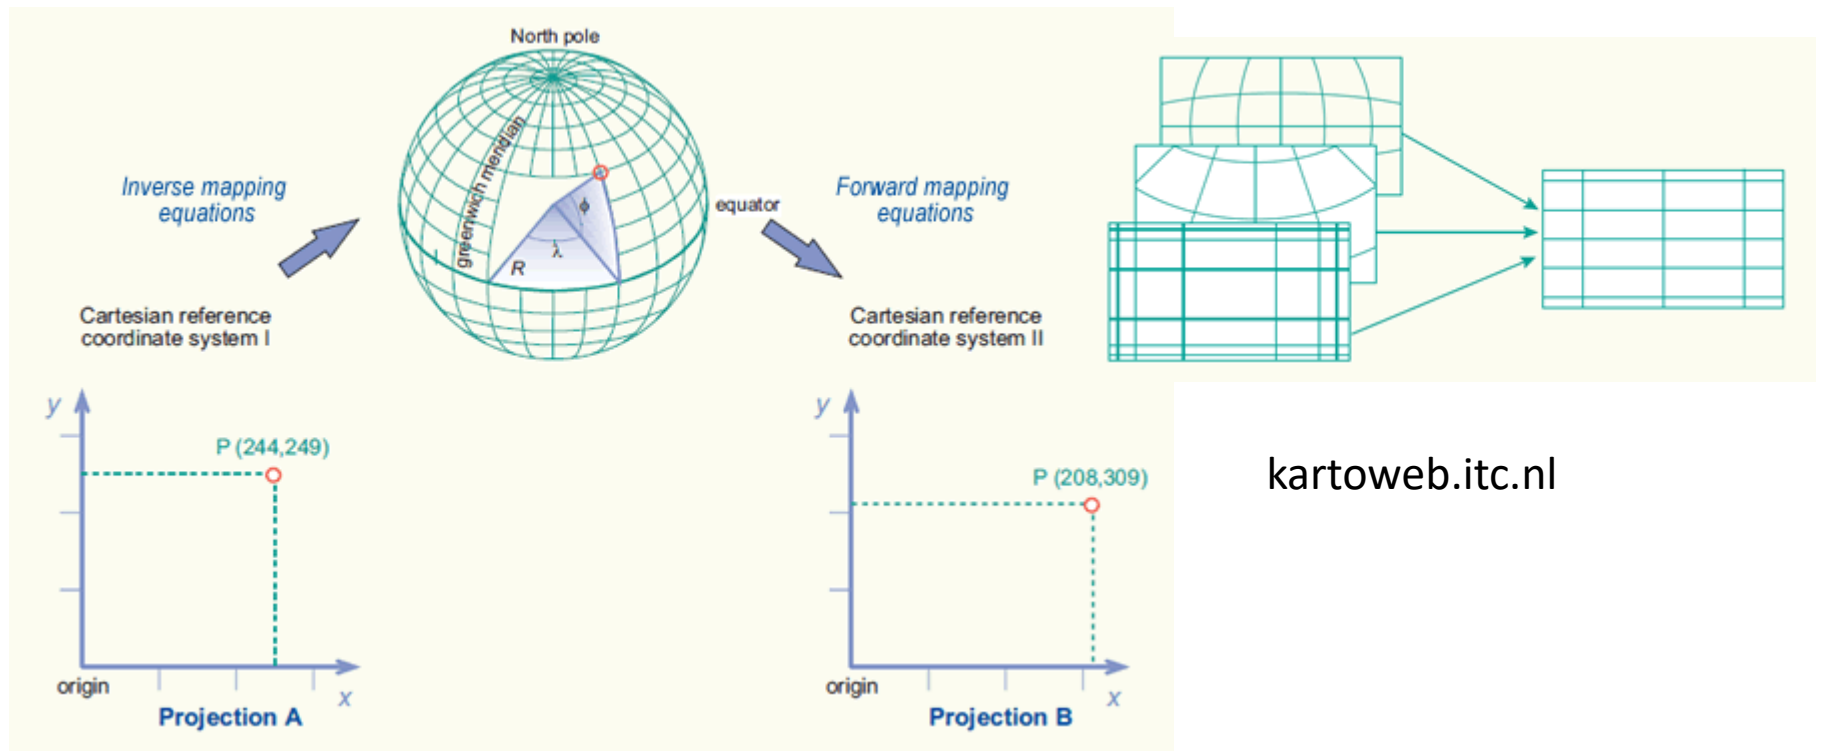 North pole
Inverse mapping
equations
greenwich meridian
ϕ
λ
R
equator
Forward mapping
equations
Cartesian reference
coordinate system I
Cartesian reference
coordinate system II
y
P (244,249)
origin
x
Projection A
y
P (208,309)
origin
x
Projection B
kartoweb.itc.nl